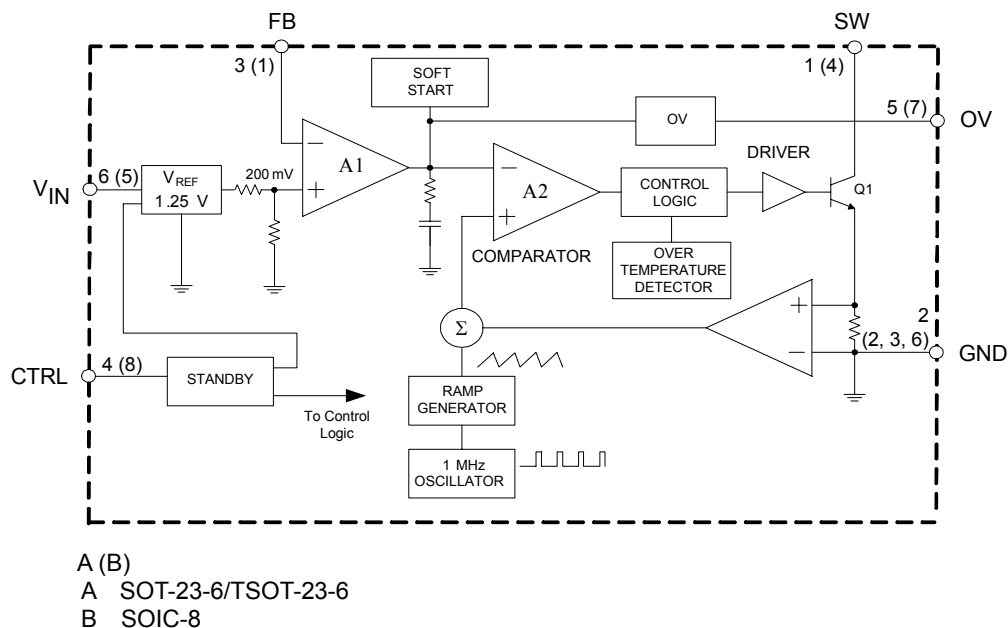 FB
SW
3 (1)
1 (4)
SOFT
START
5 (7)
OV
OV
DRIVER
V_IN
6 (5)
V_REF
1.25 V
200 mV
−
+
A1
−
+
A2
CONTROL
LOGIC
Q1
COMPARATOR
OVER
TEMPERATURE
DETECTOR
+
−
2
(2, 3, 6)
GND
Σ
CTRL
4 (8)
STANDBY
To Control
Logic
RAMP
GENERATOR
1 MHz
OSCILLATOR
A (B)
A SOT-23-6/TSOT-23-6
B SOIC-8